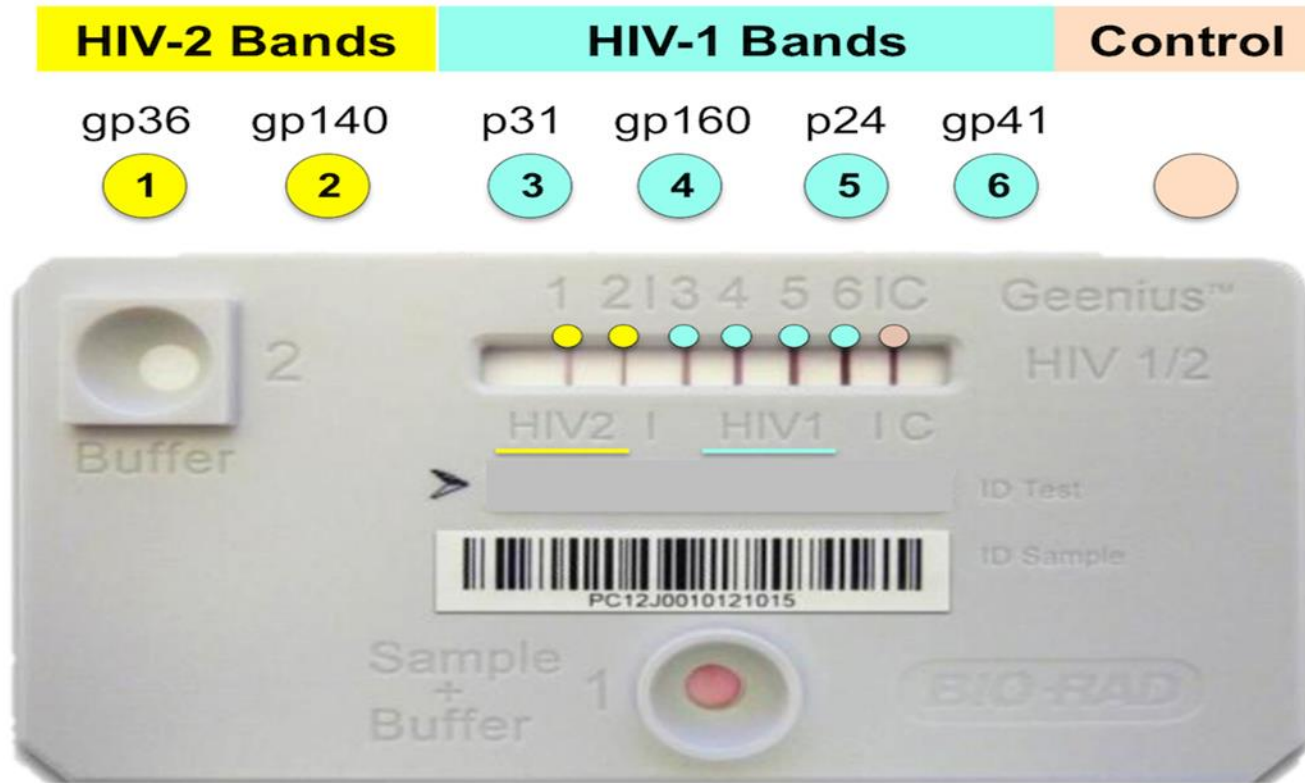 HIV-2 Bands HIV-1 Bands Control
gp36 gp140 p31 gp160 p24 gp41
1 2 3 4 5 6
1 2 I 3 4 5 6 I C Geenius™
2 HIV 1/2
HIV2 I HIV1 I C
Buffer
ID Test
ID Sample
PC12J0010121015
Sample
+ 1
Buffer
BIO-RAD